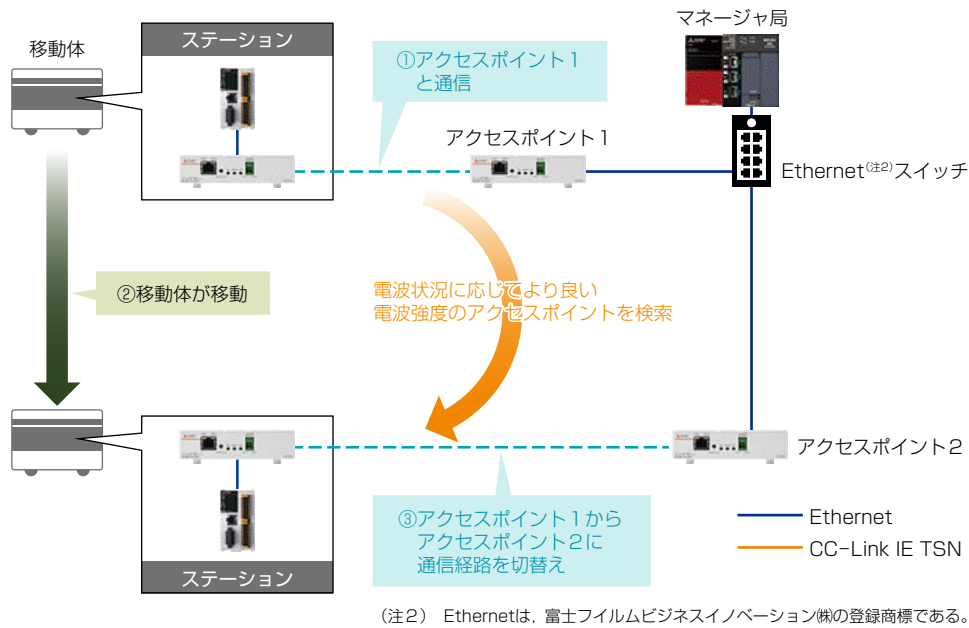 マネージャ局
移動体
ステーション
①アクセスポイント1
と通信
アクセスポイント1
Ethernet(注2)スイッチ
②移動体が移動
電波状況に応じてより良い
電波強度のアクセスポイントを検索
アクセスポイント2
③アクセスポイント1から
アクセスポイント2に
通信経路を切替え
ステーション
Ethernet
CC-Link IE TSN
(注2) Ethernetは,富士フイルムビジネスイノベーション㈱の登録商標である。